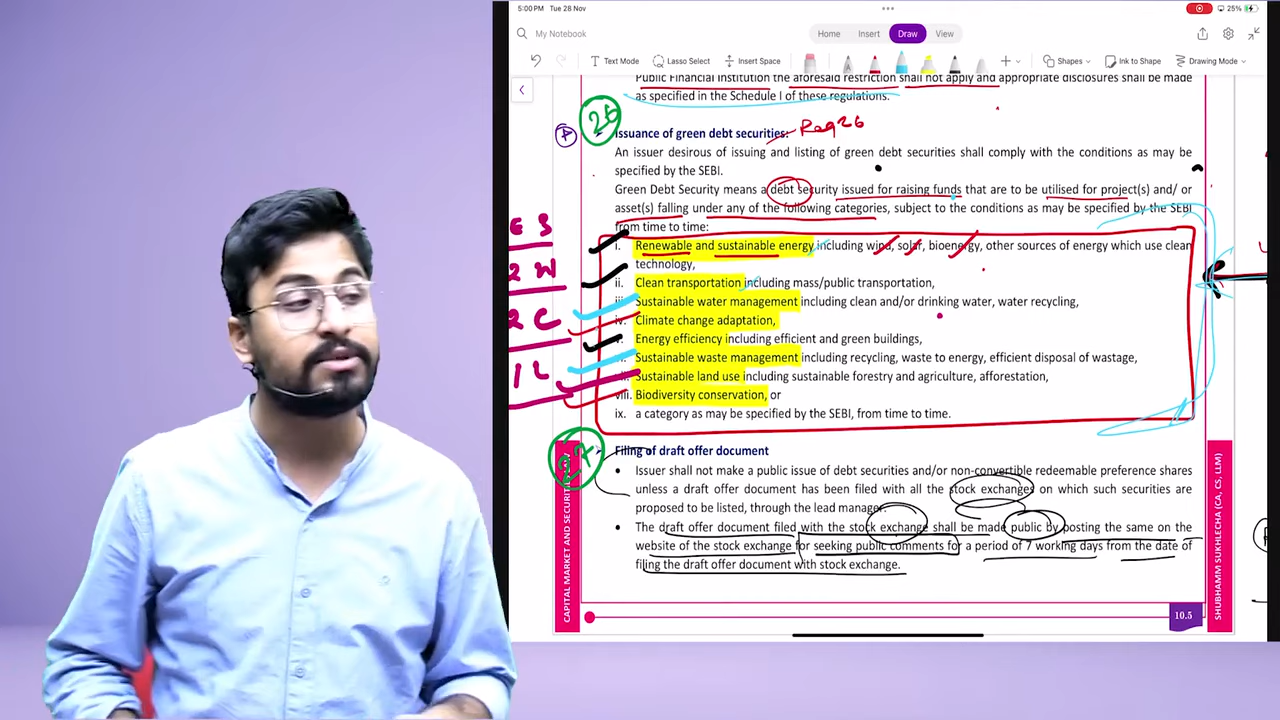 5:00 PM Tue 28 Nov
25%
My Notebook
Home Insert Draw View
Text Mode Lasso Select Insert Space Shapes Ink to Shape Drawing Mode
Public Financial Institution the aforesaid restriction shall not apply and appropriate disclosures shall be made
as specified in the Schedule I of these regulations.
26
Issuance of green debt securities: Reg 26
An issuer desirous of issuing and listing of green debt securities shall comply with the conditions as may be
specified by the SEBI.
Green Debt Security means a debt security issued for raising funds that are to be utilised for project(s) and/ or
asset(s) falling under any of the following categories, subject to the conditions as may be specified by the SEBI
from time to time:
i. Renewable and sustainable energy including wind, solar, bioenergy, other sources of energy which use clean
technology,
ii. Clean transportation including mass/public transportation,
iii. Sustainable water management including clean and/or drinking water, water recycling,
iv. Climate change adaptation,
v. Energy efficiency including efficient and green buildings,
vi. Sustainable waste management including recycling, waste to energy, efficient disposal of wastage,
vii. Sustainable land use including sustainable forestry and agriculture, afforestation,
viii. Biodiversity conservation, or
ix. a category as may be specified by the SEBI, from time to time.
E S
2 W
2 C
1 L
27
Filing of draft offer document
• Issuer shall not make a public issue of debt securities and/or non-convertible redeemable preference shares
unless a draft offer document has been filed with all the stock exchanges on which such securities are
proposed to be listed, through the lead manager.
• The draft offer document filed with the stock exchange shall be made public by posting the same on the
website of the stock exchange for seeking public comments for a period of 7 working days from the date of
filing the draft offer document with stock exchange.
CAPITAL MARKET AND SECURITIES
SHUBHAMM SUKHLECHA (CA, CS, LLM)
10.5